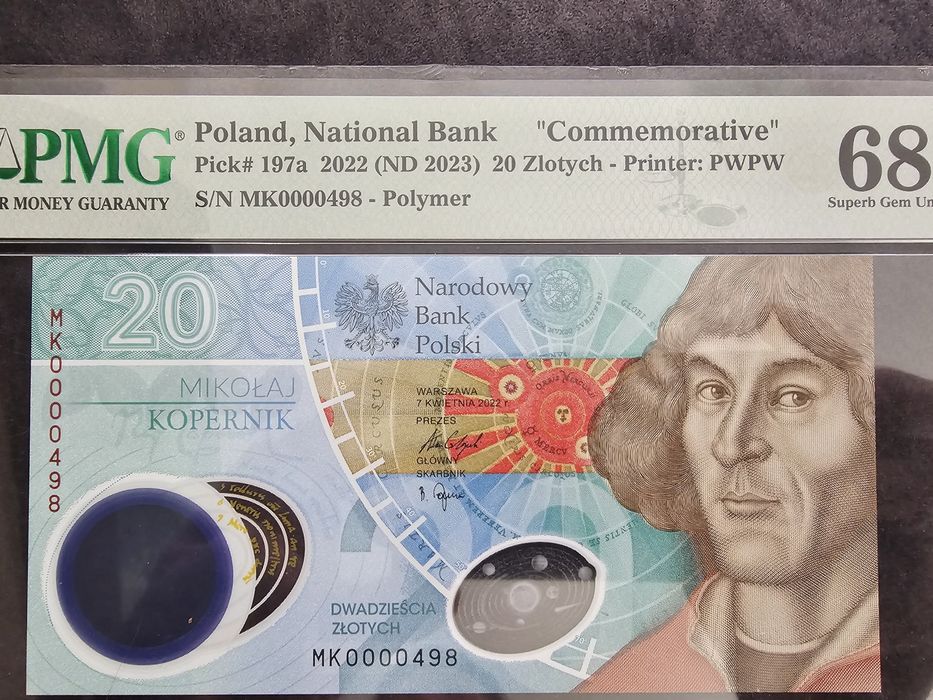 PMG®
R MONEY GUARANTY
Poland, National Bank "Commemorative"
Pick# 197a 2022 (ND 2023) 20 Zlotych - Printer: PWPW
S/N MK0000498 - Polymer
68
Superb Gem Un
20
MK0000498
MIKOŁAJ
KOPERNIK
Narodowy
Bank
Polski
WARSZAWA
7 KWIETNIA 2022 r.
PREZES
GŁÓWNY
SKARBNIK
DWADZIEŚCIA
ZŁOTYCH
MK0000498